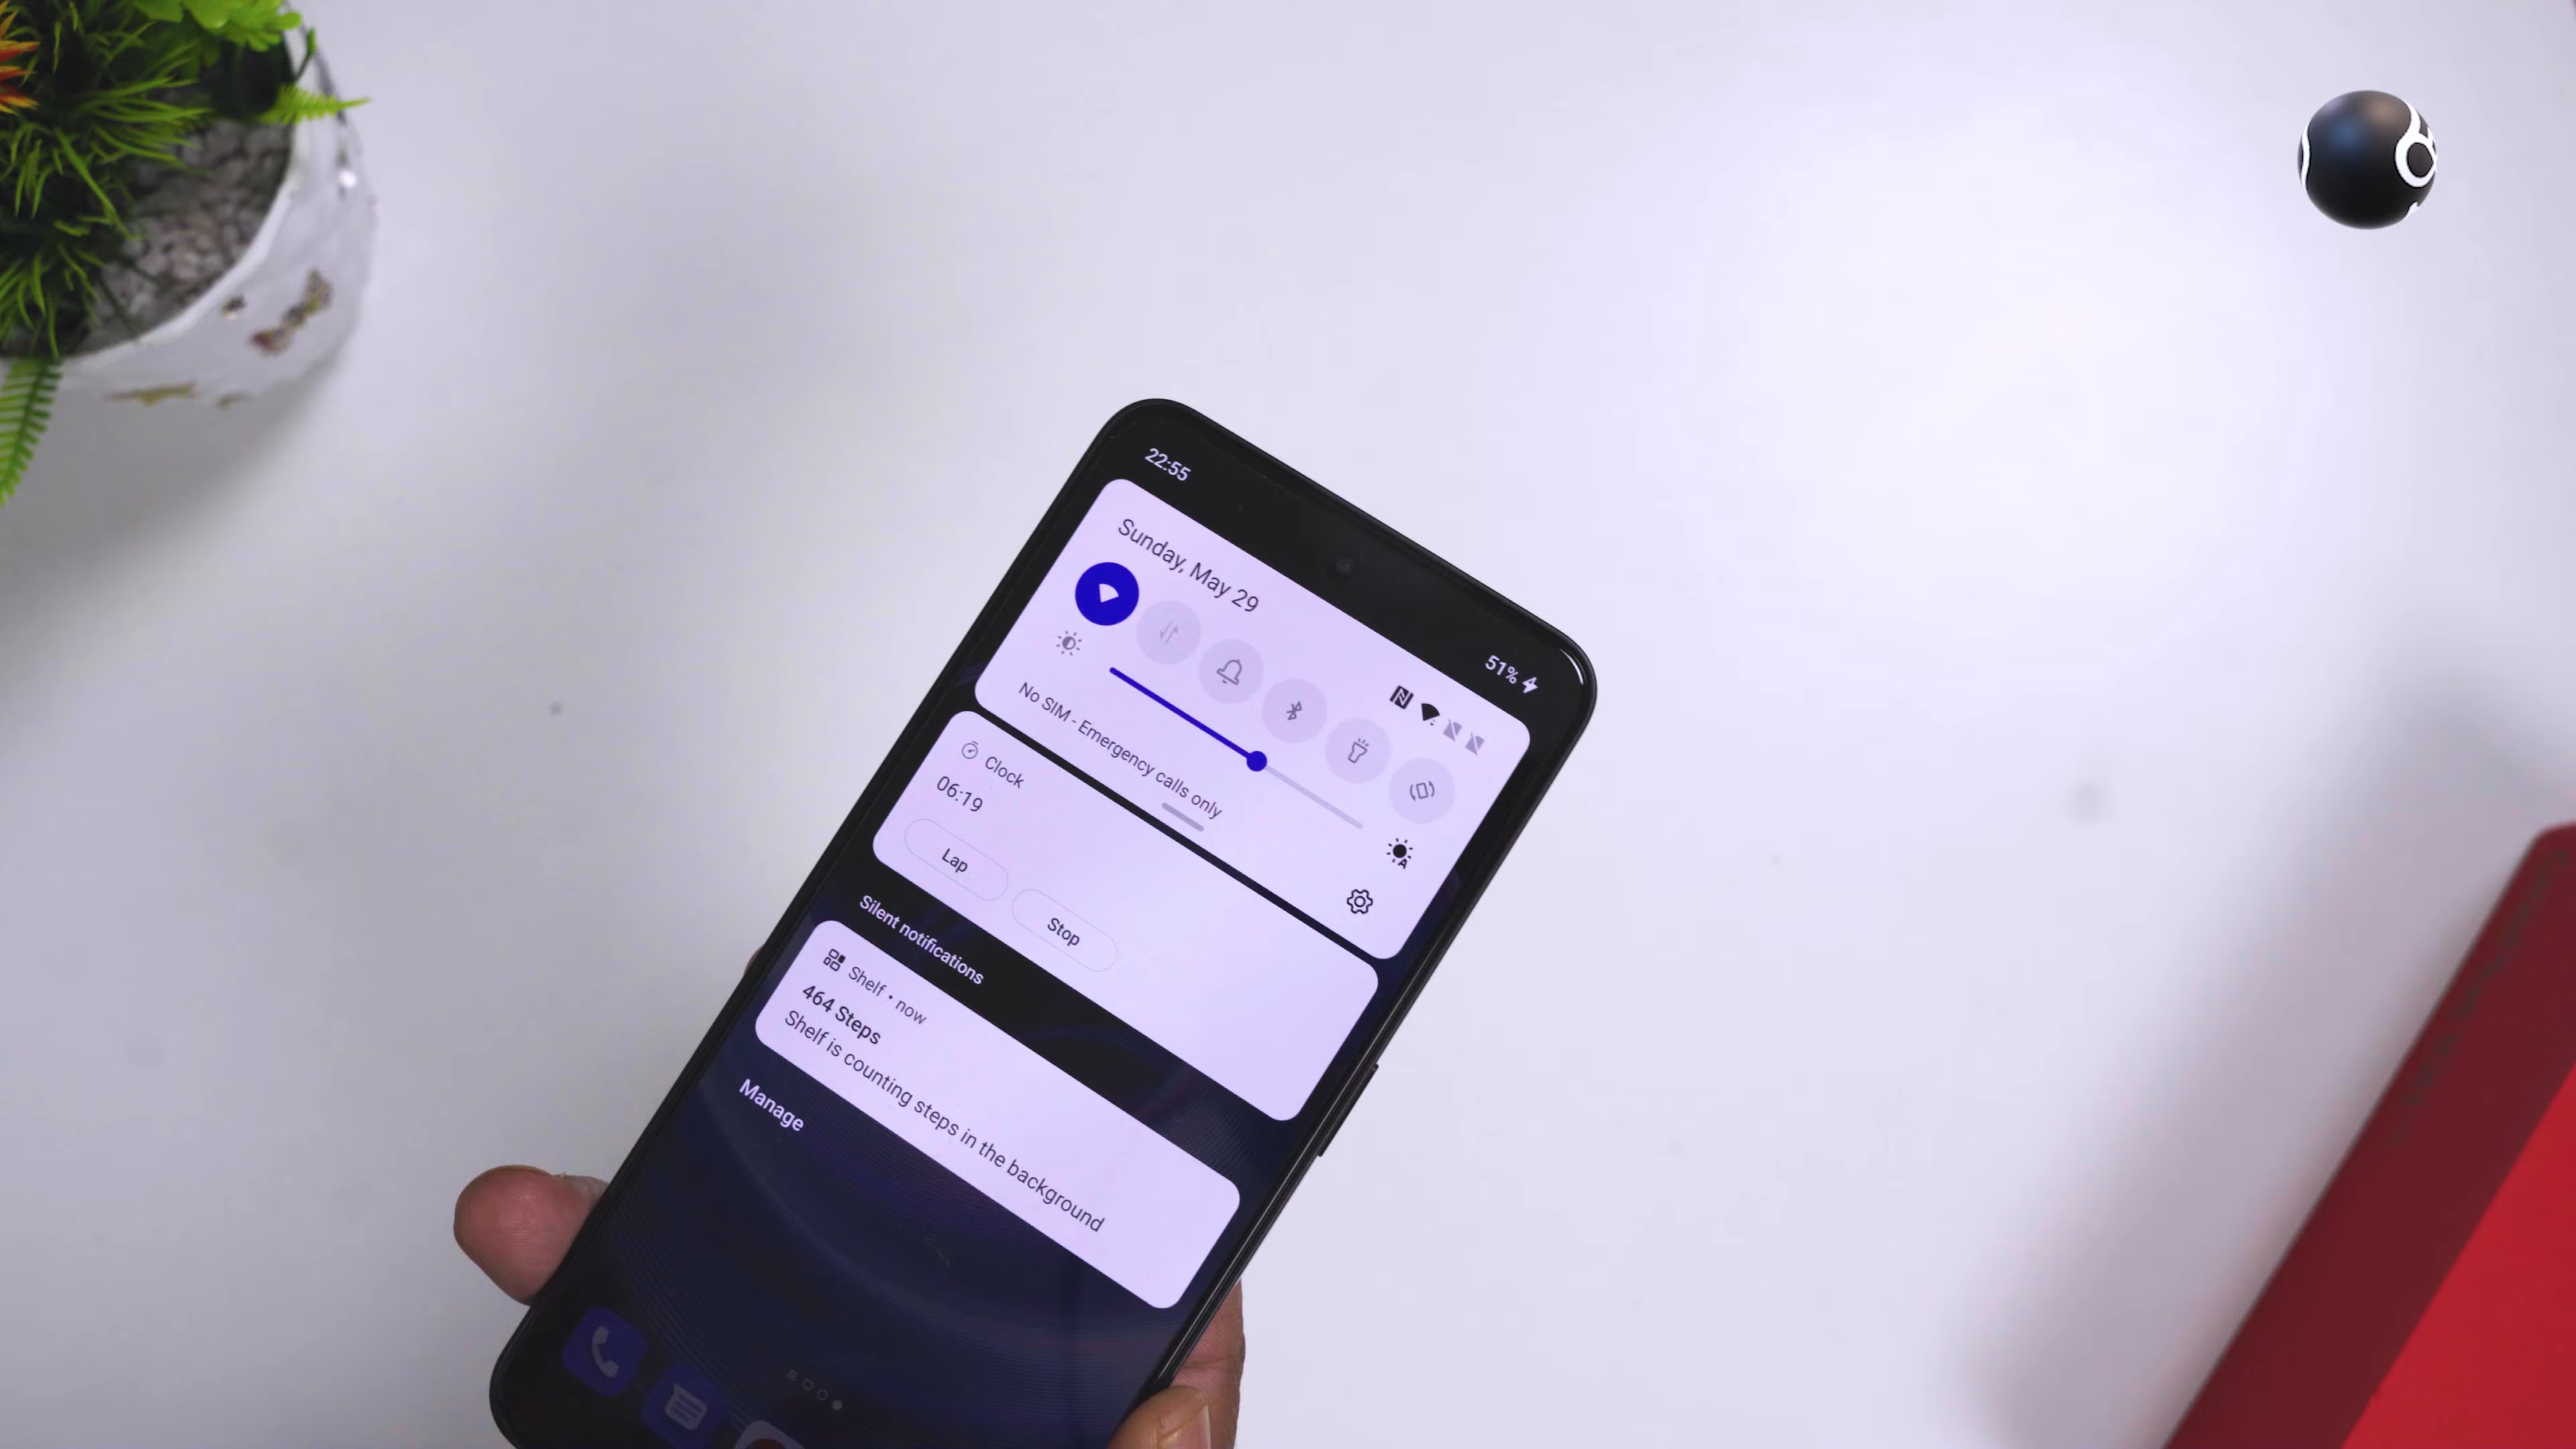 22:55
51%
Sunday, May 29
No SIM - Emergency calls only
Clock
06:19
Lap
Stop
Silent notifications
Shelf • now
464 Steps
Shelf is counting steps in the background
Manage